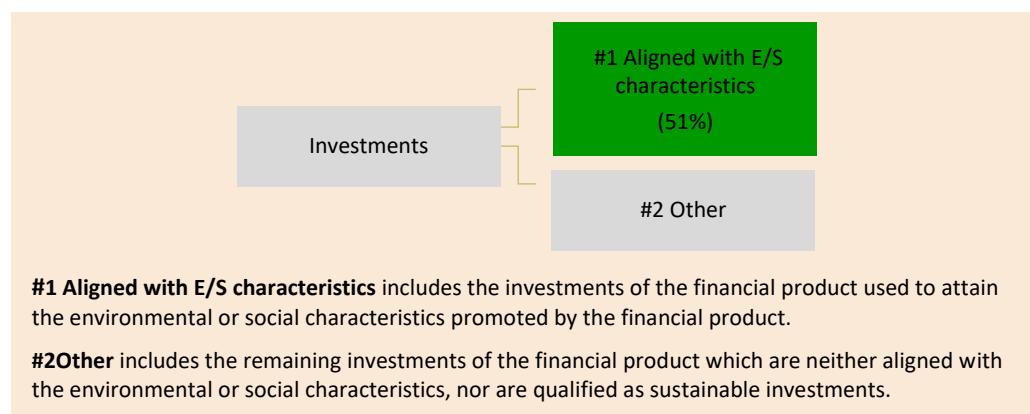 #1 Aligned with E/S
characteristics
(51%)
Investments
#2 Other
#1 Aligned with E/S characteristics includes the investments of the financial product used to attain
the environmental or social characteristics promoted by the financial product.
#2Other includes the remaining investments of the financial product which are neither aligned with
the environmental or social characteristics, nor are qualified as sustainable investments.